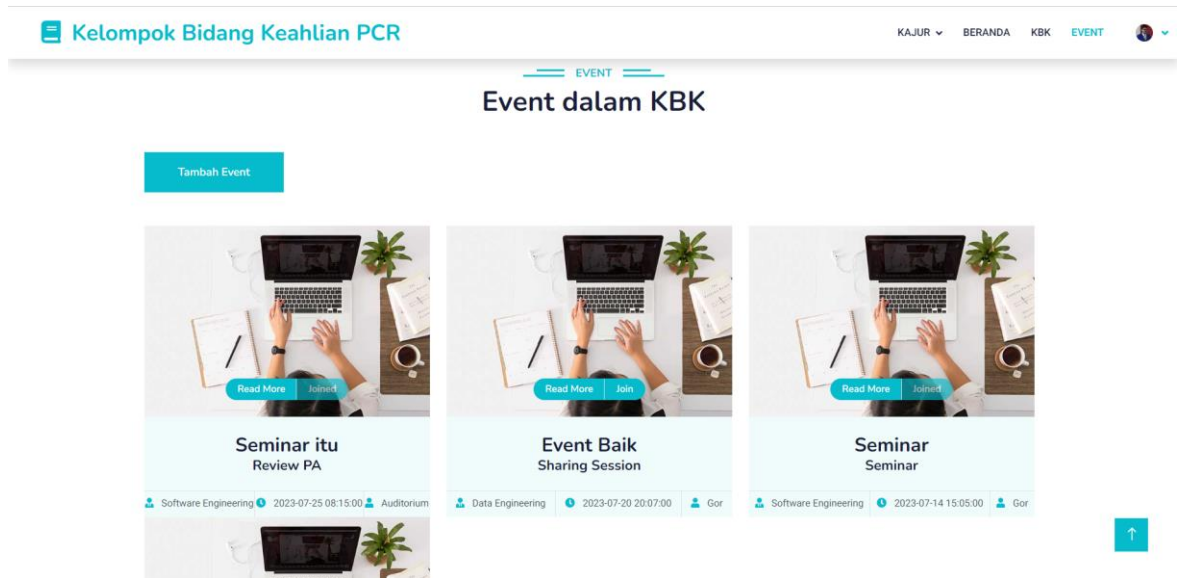 Kelompok Bidang Keahlian PCR
KAJUR BERANDA KBK EVENT
EVENT
Event dalam KBK
Tambah Event
Read More Joined
Seminar itu
Review PA
Software Engineering 2023-07-25 08:15:00 Auditorium
Read More Join
Event Baik
Sharing Session
Data Engineering 2023-07-20 20:07:00 Gor
Read More Joined
Seminar
Seminar
Software Engineering 2023-07-14 15:05:00 Gor